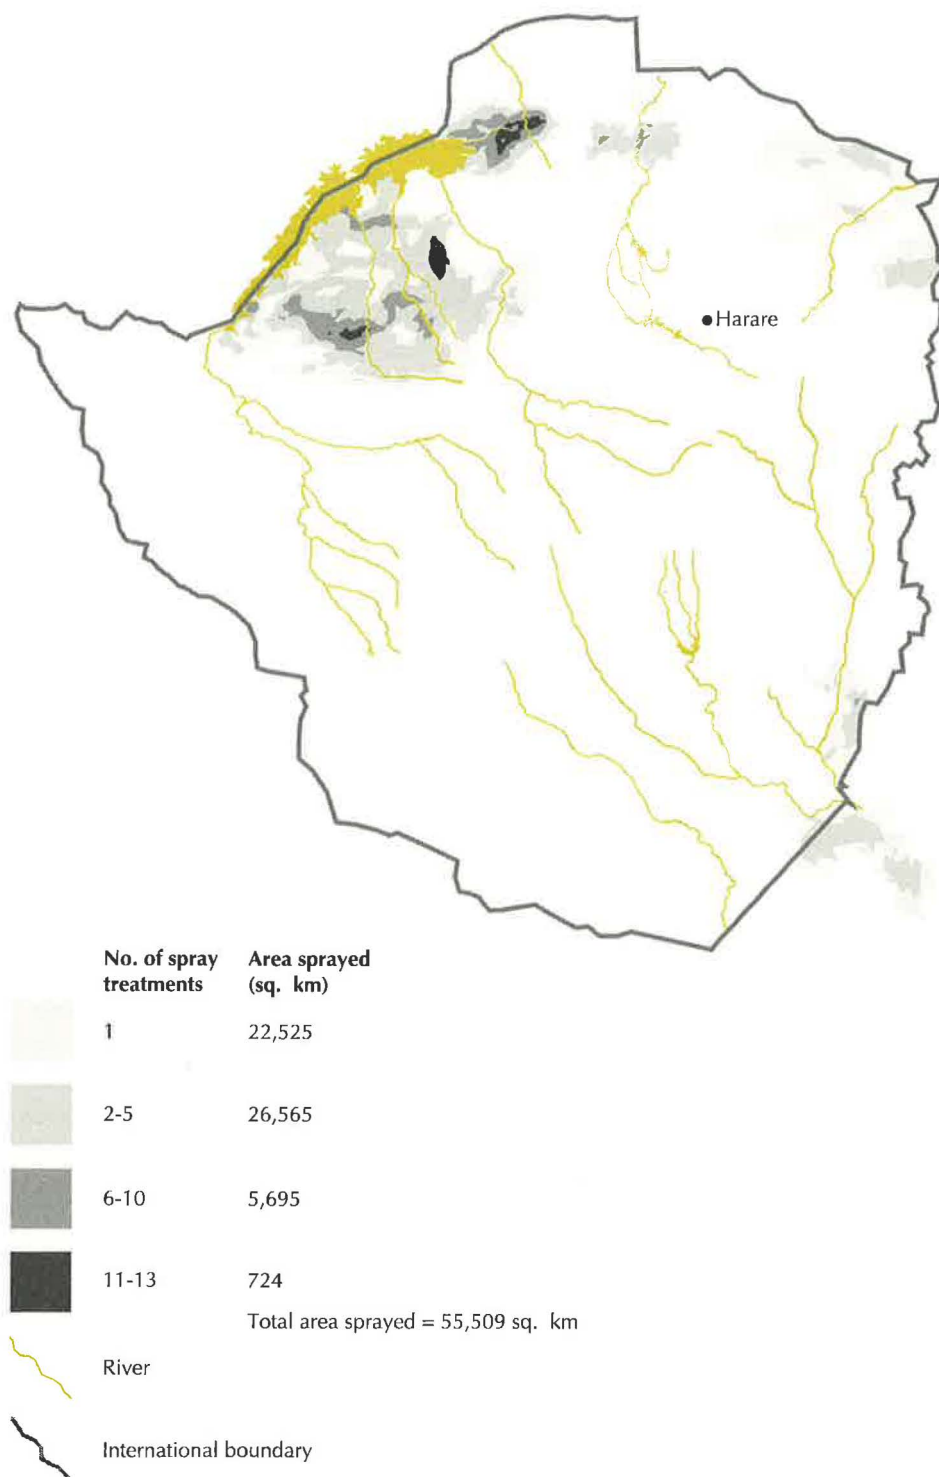 Harare
No. of spray treatments
Area sprayed (sq. km)
1
22,525
2-5
26,565
6-10
5,695
11-13
724
Total area sprayed = 55,509 sq. km
River
International boundary